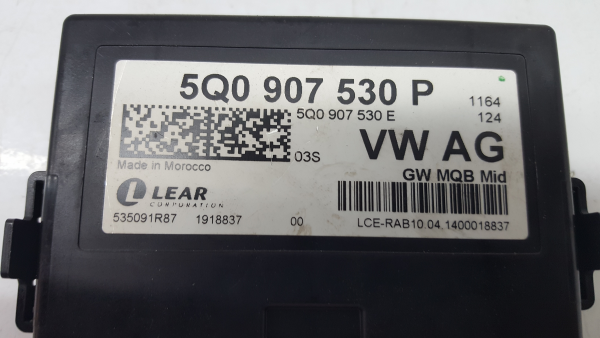 5Q0 907 530 P
1164
5Q0 907 530 E
124
03S
VW AG
Made in Morocco
GW MQB Mid
LEAR
CORPORATION
535091R87 1918837 00 LCE-RAB10.04.1400018837